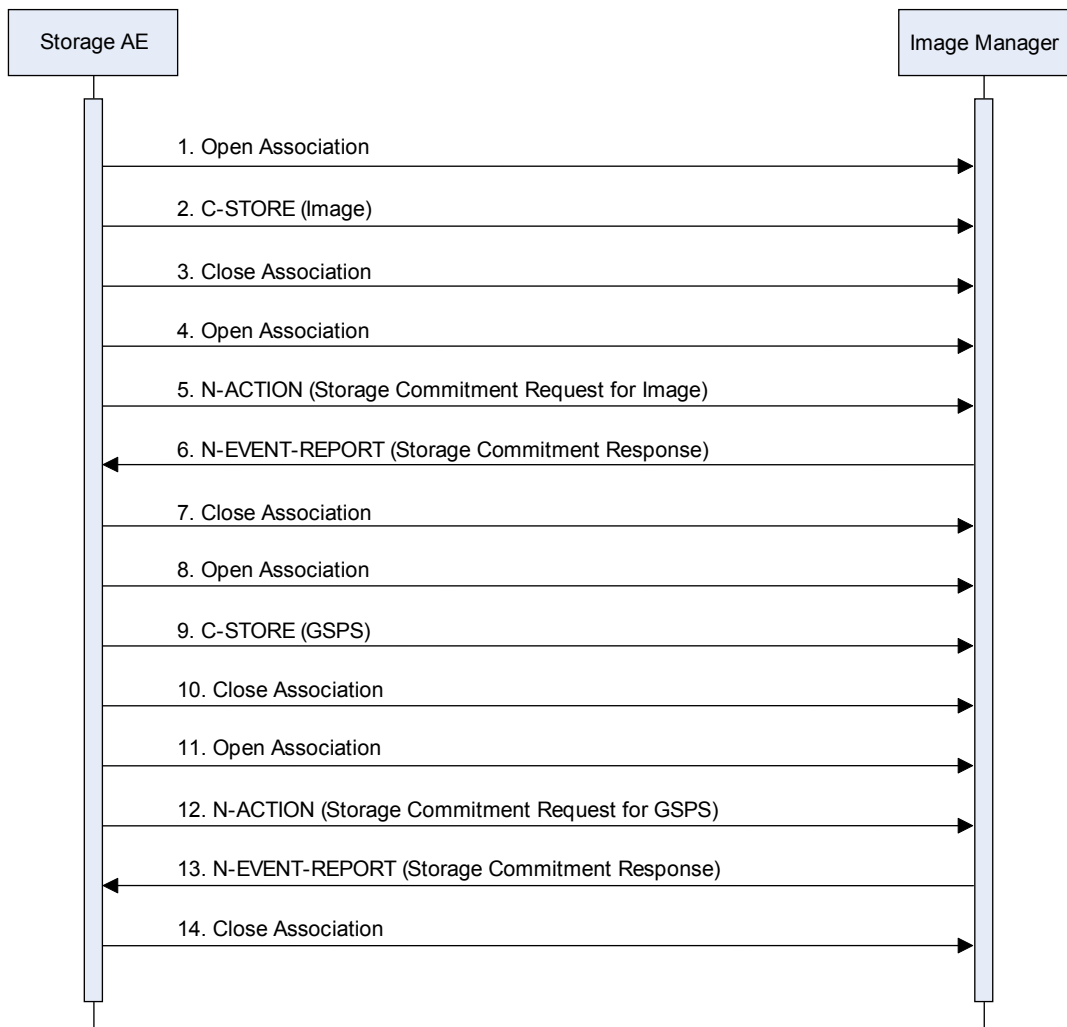 Storage AE
Image Manager
1. Open Association
2. C-STORE (Image)
3. Close Association
4. Open Association
5. N-ACTION (Storage Commitment Request for Image)
6. N-EVENT-REPORT (Storage Commitment Response)
7. Close Association
8. Open Association
9. C-STORE (GSPS)
10. Close Association
11. Open Association
12. N-ACTION (Storage Commitment Request for GSPS)
13. N-EVENT-REPORT (Storage Commitment Response)
14. Close Association